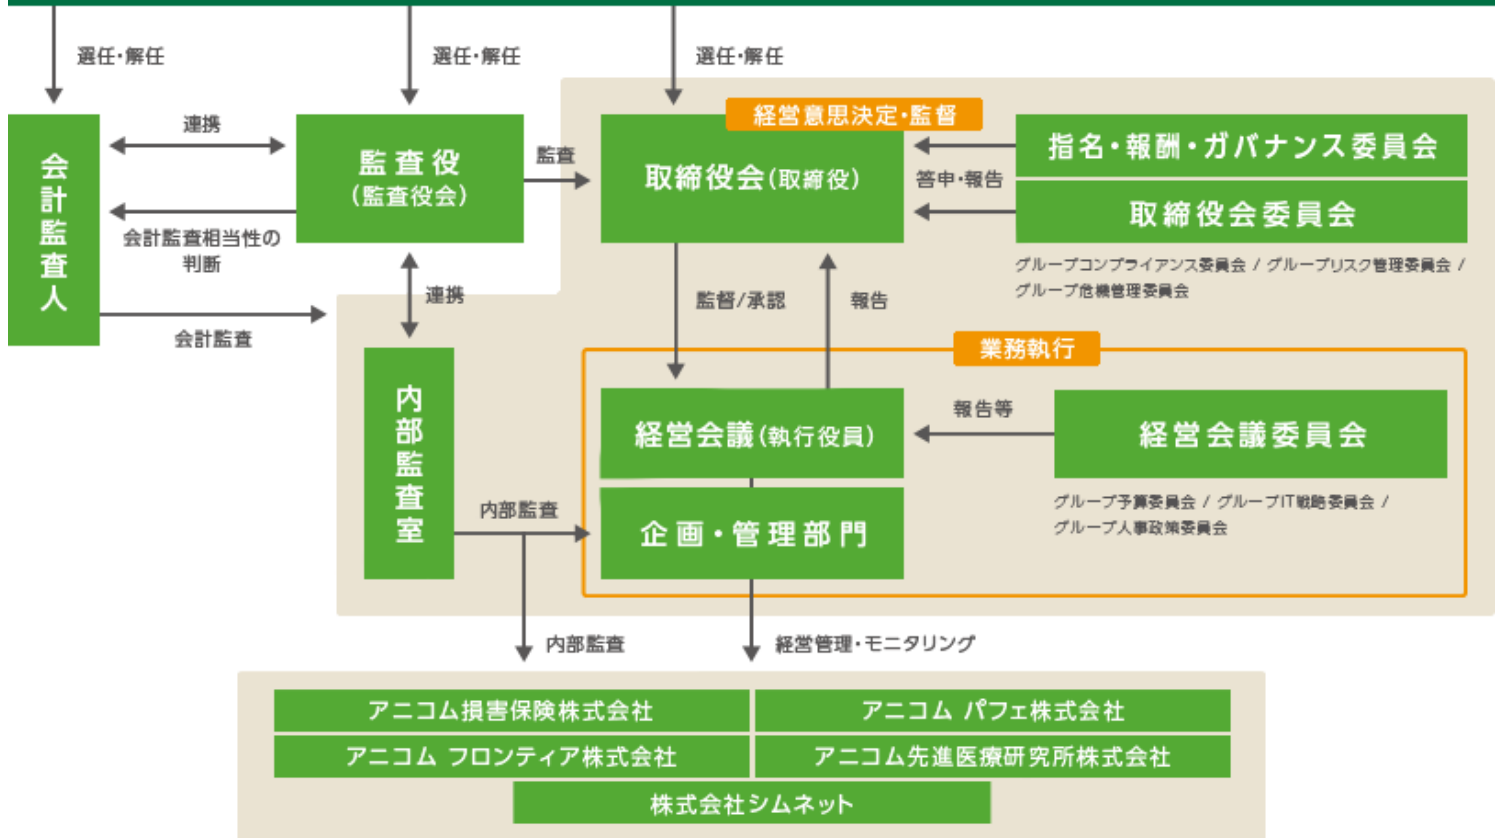 選任・解任
選任・解任
選任・解任
経営意思決定・監督
会計監査人
連携
監査役
(監査役会)
監査
取締役会(取締役)
指名・報酬・ガバナンス委員会
答申・報告
取締役会委員会
会計監査相当性の
判断
グループコンプライアンス委員会 / グループリスク管理委員会 /
グループ危機管理委員会
連携
監督/承認
報告
会計監査
業務執行
内部監査室
経営会議(執行役員)
報告等
経営会議委員会
内部監査
企画・管理部門
グループ予算委員会 / グループIT戦略委員会 /
グループ人事政策委員会
内部監査
経営管理・モニタリング
アニコム損害保険株式会社
アニコム パフェ株式会社
アニコム フロンティア株式会社
アニコム先進医療研究所株式会社
株式会社シムネット